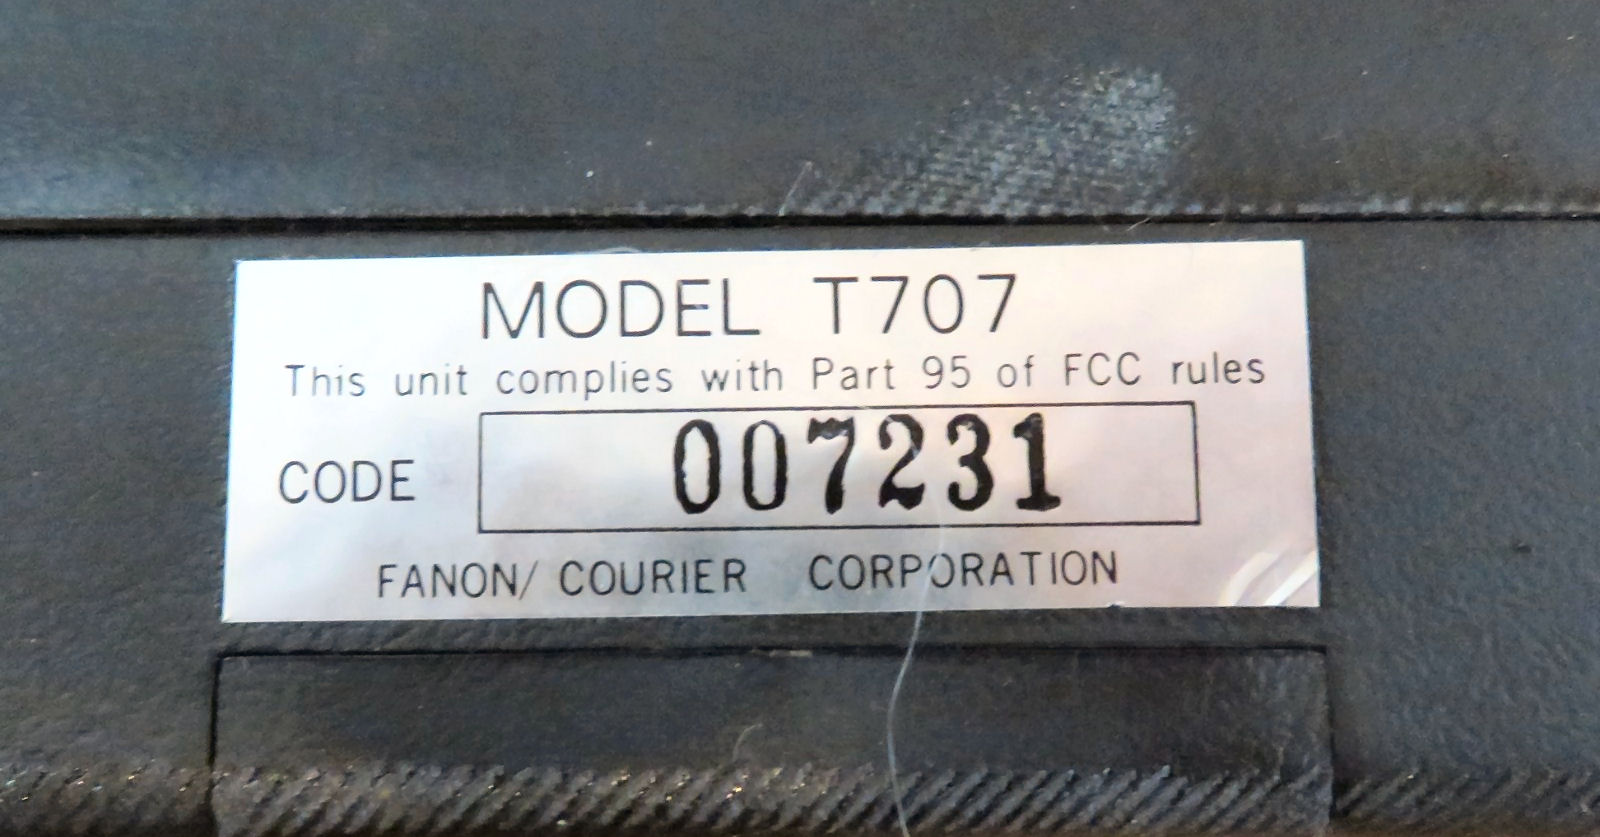 MODEL T707
This unit complies with Part 95 of FCC rules
CODE 007231
FANON/ COURIER CORPORATION